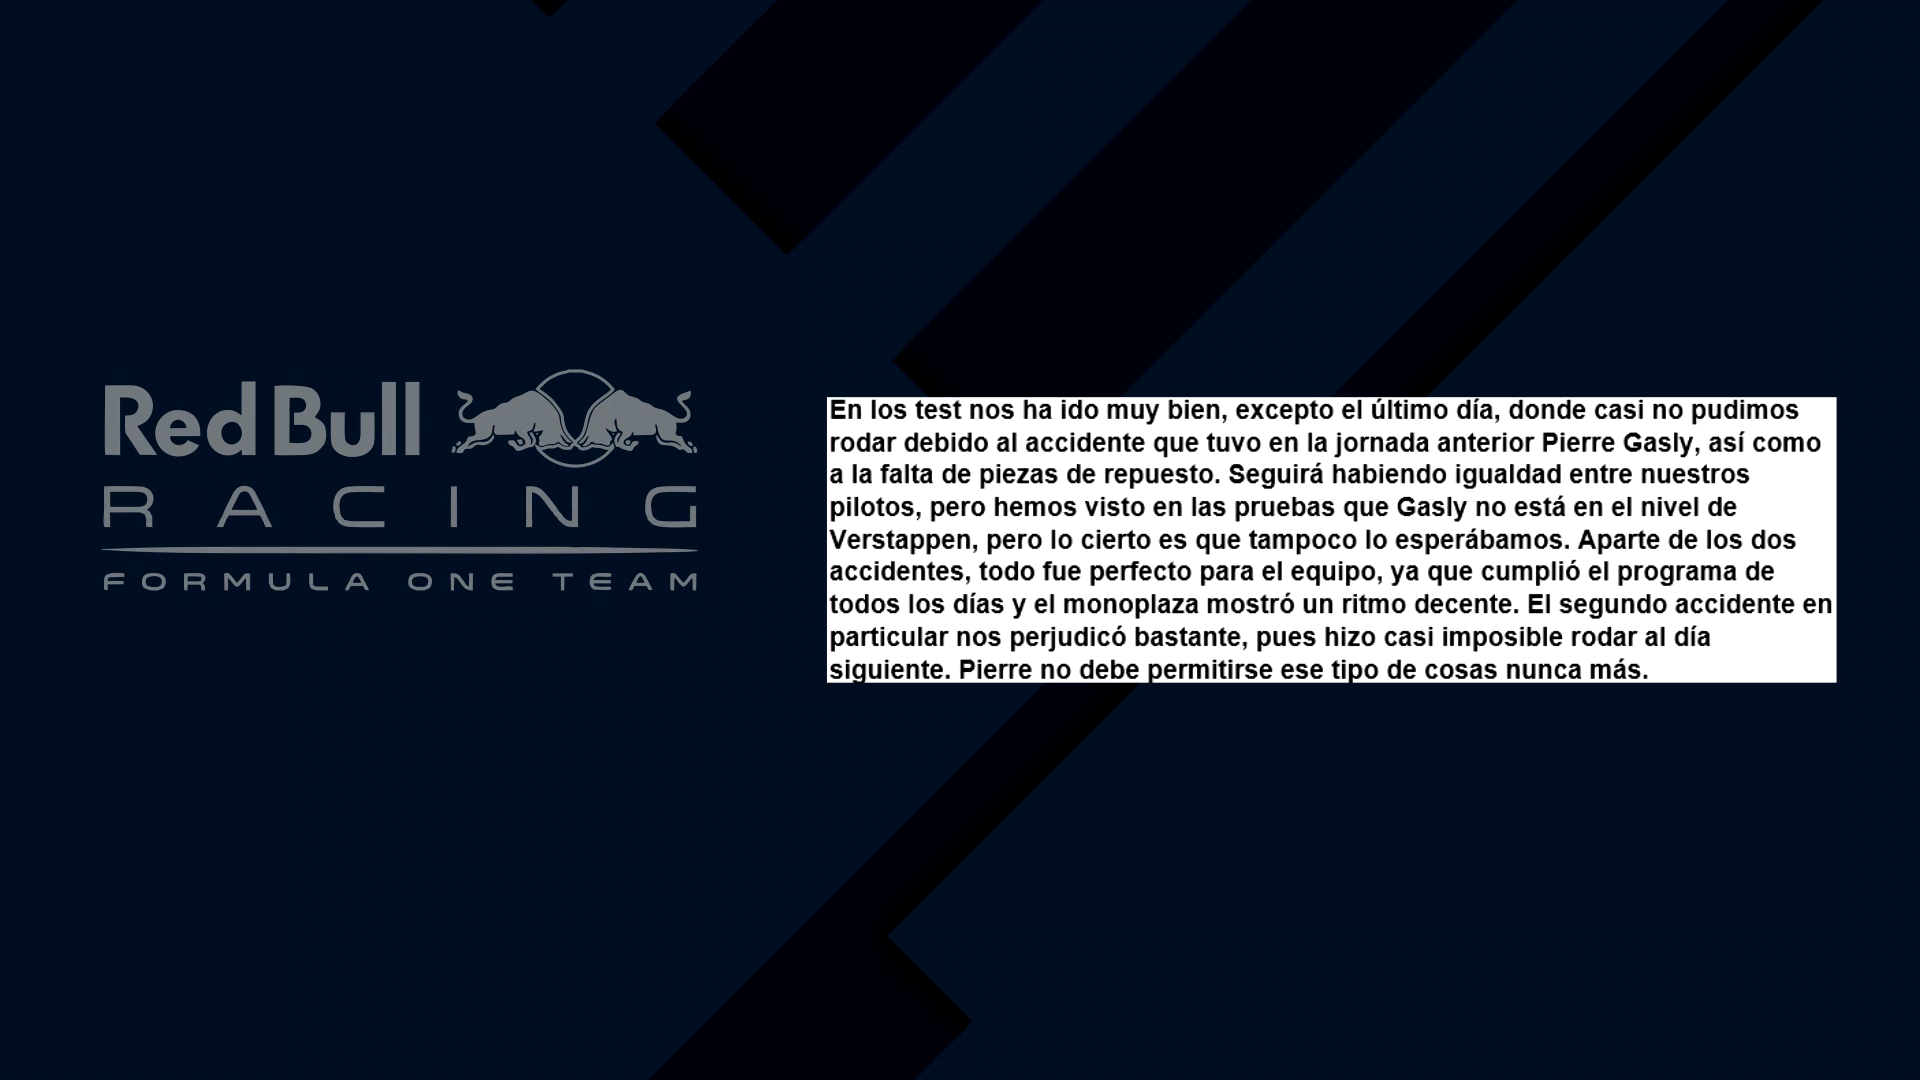 Red Bull
RACING
FORMULA ONE TEAM
En los test nos ha ido muy bien, excepto el último día, donde casi no pudimos
rodar debido al accidente que tuvo en la jornada anterior Pierre Gasly, así como
a la falta de piezas de repuesto. Seguirá habiendo igualdad entre nuestros
pilotos, pero hemos visto en las pruebas que Gasly no está en el nivel de
Verstappen, pero lo cierto es que tampoco lo esperábamos. Aparte de los dos
accidentes, todo fue perfecto para el equipo, ya que cumplió el programa de
todos los días y el monoplaza mostró un ritmo decente. El segundo accidente en
particular nos perjudicó bastante, pues hizo casi imposible rodar al día
siguiente. Pierre no debe permitirse ese tipo de cosas nunca más.